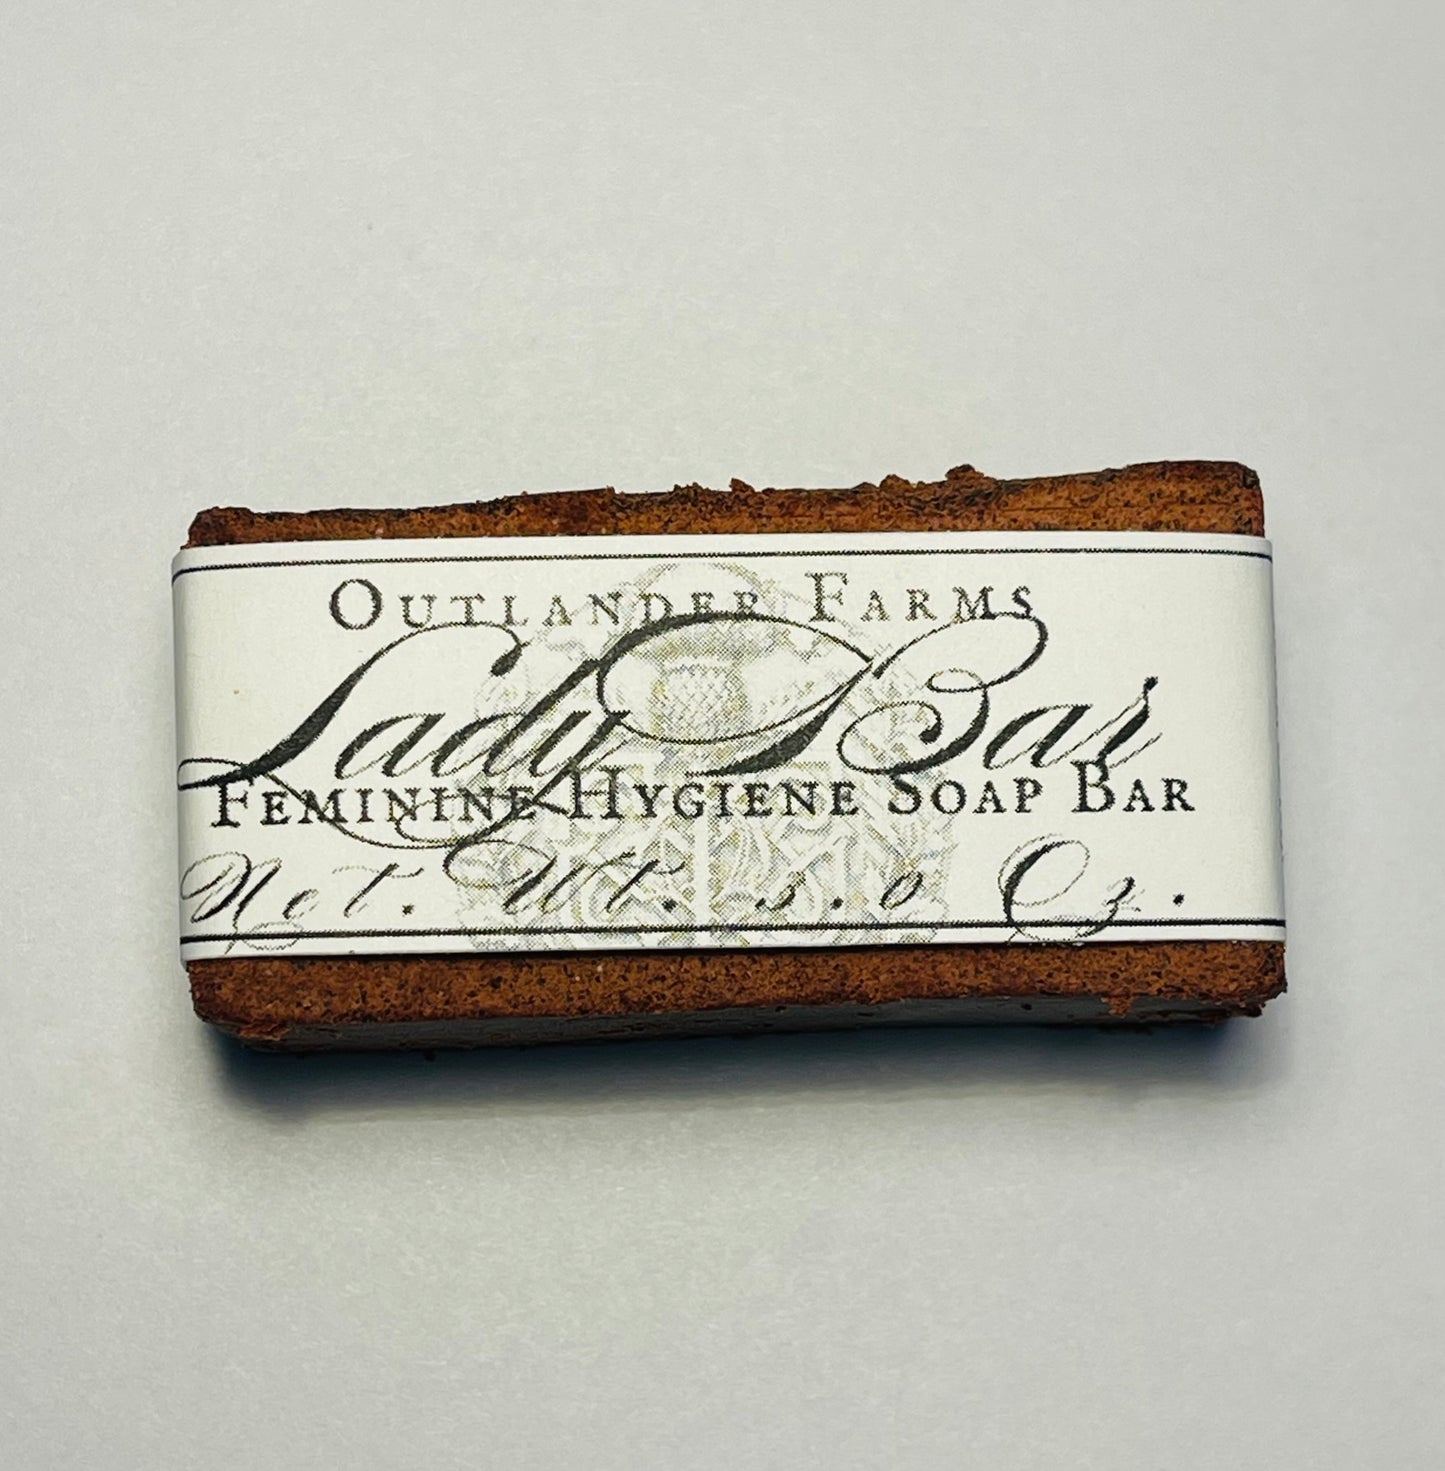 Outlander Farms
Lady Bar
Feminine Hygiene Soap Bar
Net. Wt. 5.0 Oz.